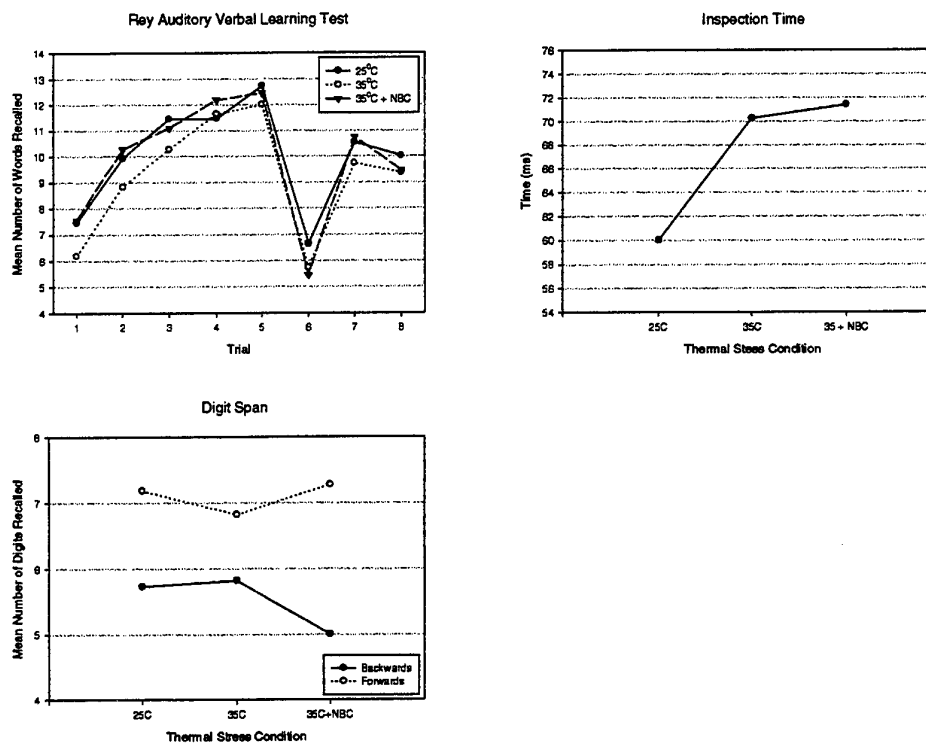 Rey Auditory Verbal Learning Test
Mean Number of Words Recalled
14
13
12
11
10
9
8
7
6
5
4
25°C
35°C
35°C + NBC
1 2 3 4 5 6 7 8
Trial
Inspection Time
Time (ms)
76
74
72
70
68
66
64
62
60
58
56
54
25C 35C 35 + NBC
Thermal Stess Condition
Digit Span
Mean Number of Digits Recalled
8
7
6
5
4
Backwards
Forwards
25C 35C 35C+NBC
Thermal Stress Condition